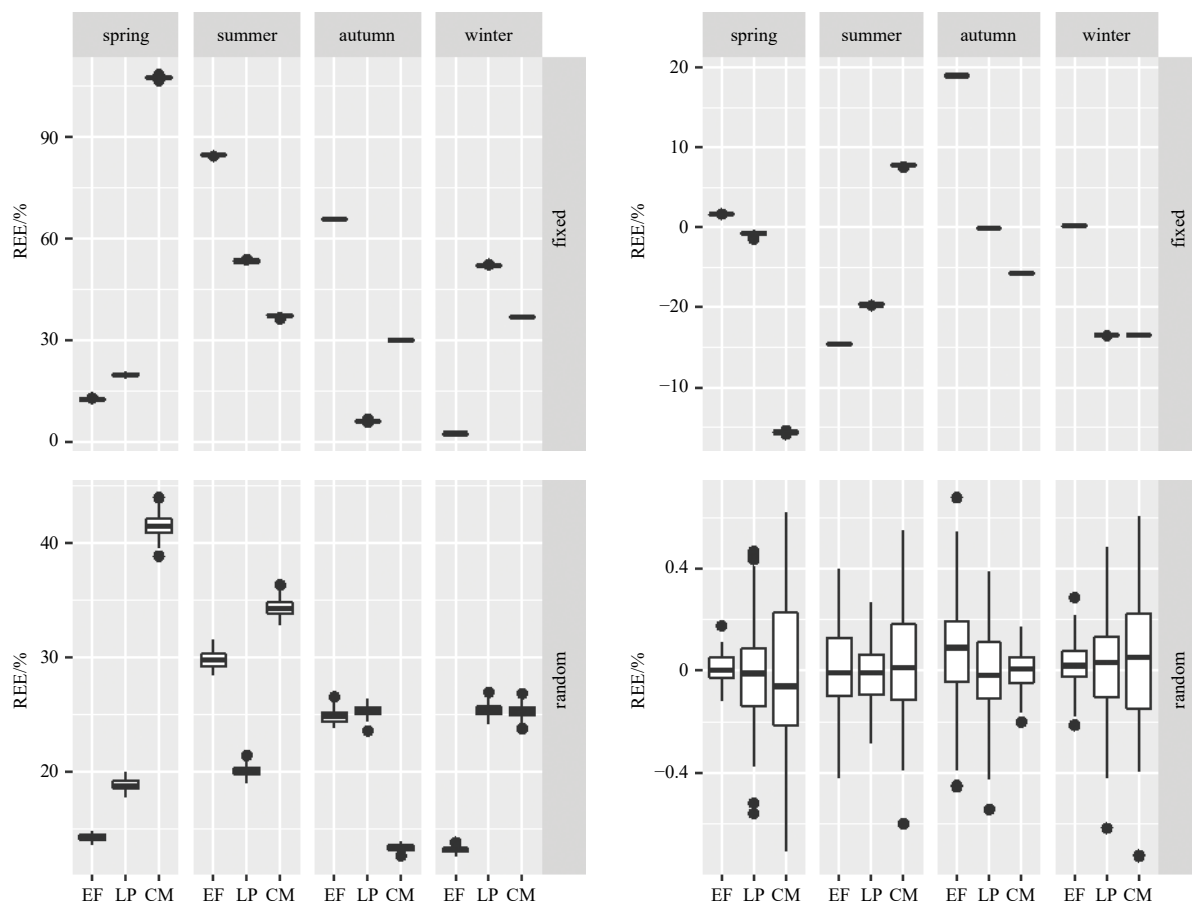 spring summer autumn winter
REE/%
90
60
30
0
fixed
REE/%
40
30
20
random
EF LP CM EF LP CM EF LP CM EF LP CM
spring summer autumn winter
REE/%
20
10
0
−20
−10
fixed
REE/%
0.4
0
−0.4
random
EF LP CM EF LP CM EF LP CM EF LP CM